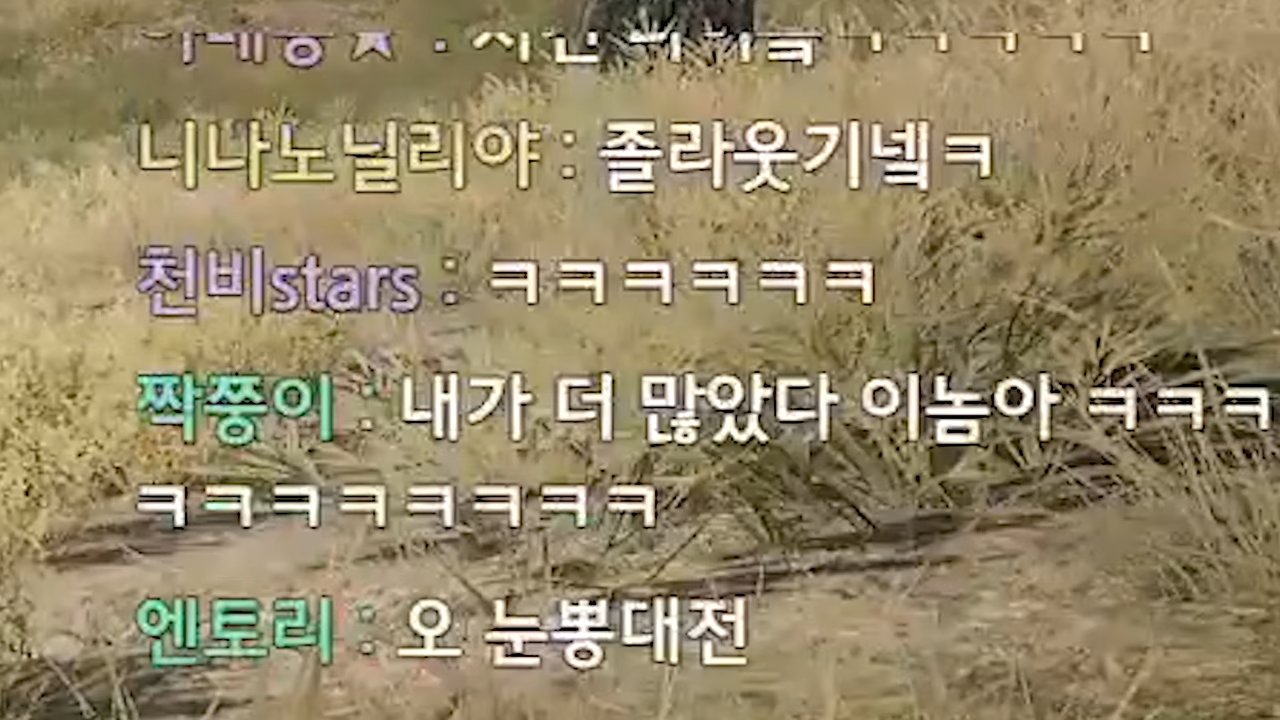 니나노닐리야 : 졸라웃기넼ㅋ
천비stars : ㅋㅋㅋㅋㅋㅋ
짝쭝이 : 내가 더 많았다 이놈아 ㅋㅋㅋ
ㅋㅋㅋㅋㅋㅋㅋㅋ
엔토리 : 오 눈뽕대전